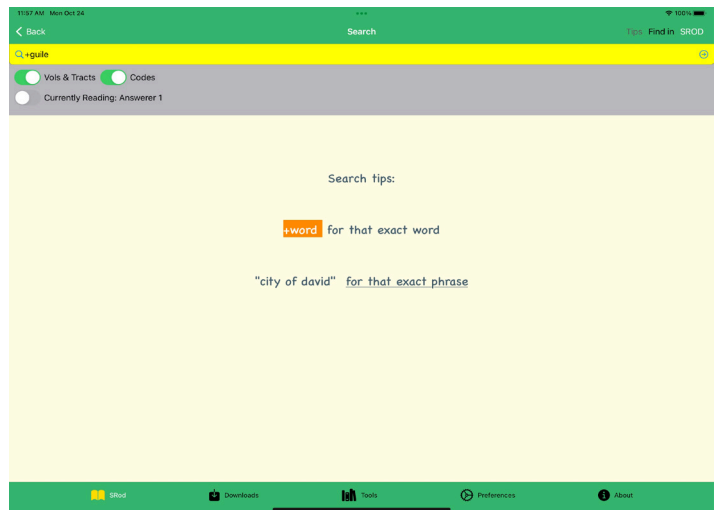 11:57 AM Mon Oct 24 100%
Back Search Tips Find in SROD
+guile
Vols & Tracts Codes
Currently Reading: Answerer 1
Search tips:
+word for that exact word
"city of david" for that exact phrase
SRod Downloads Tools Preferences About